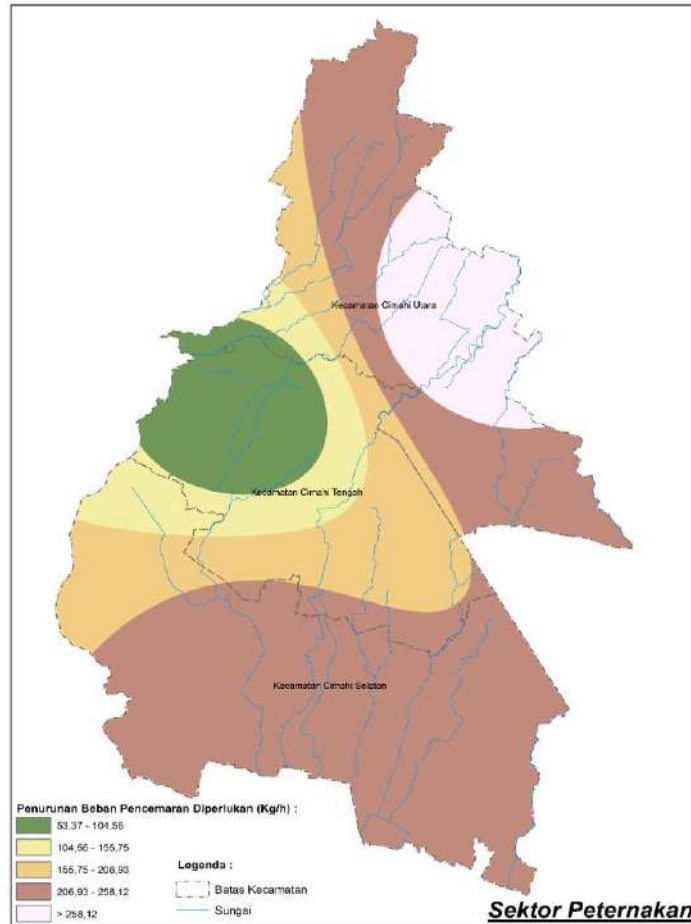 Kecamatan Cimahi Utara
Kecamatan Cimahi Tengah
Kecamatan Cimahi Selatan
Penurunan Beban Pencemaran Diperlukan (Kg/h) :
53,37 - 104,56
104,56 - 155,75
155,75 - 206,93
206,93 - 258,12
> 258,12
Legenda :
Batas Kecamatan
Sungai
Sektor Peternakan